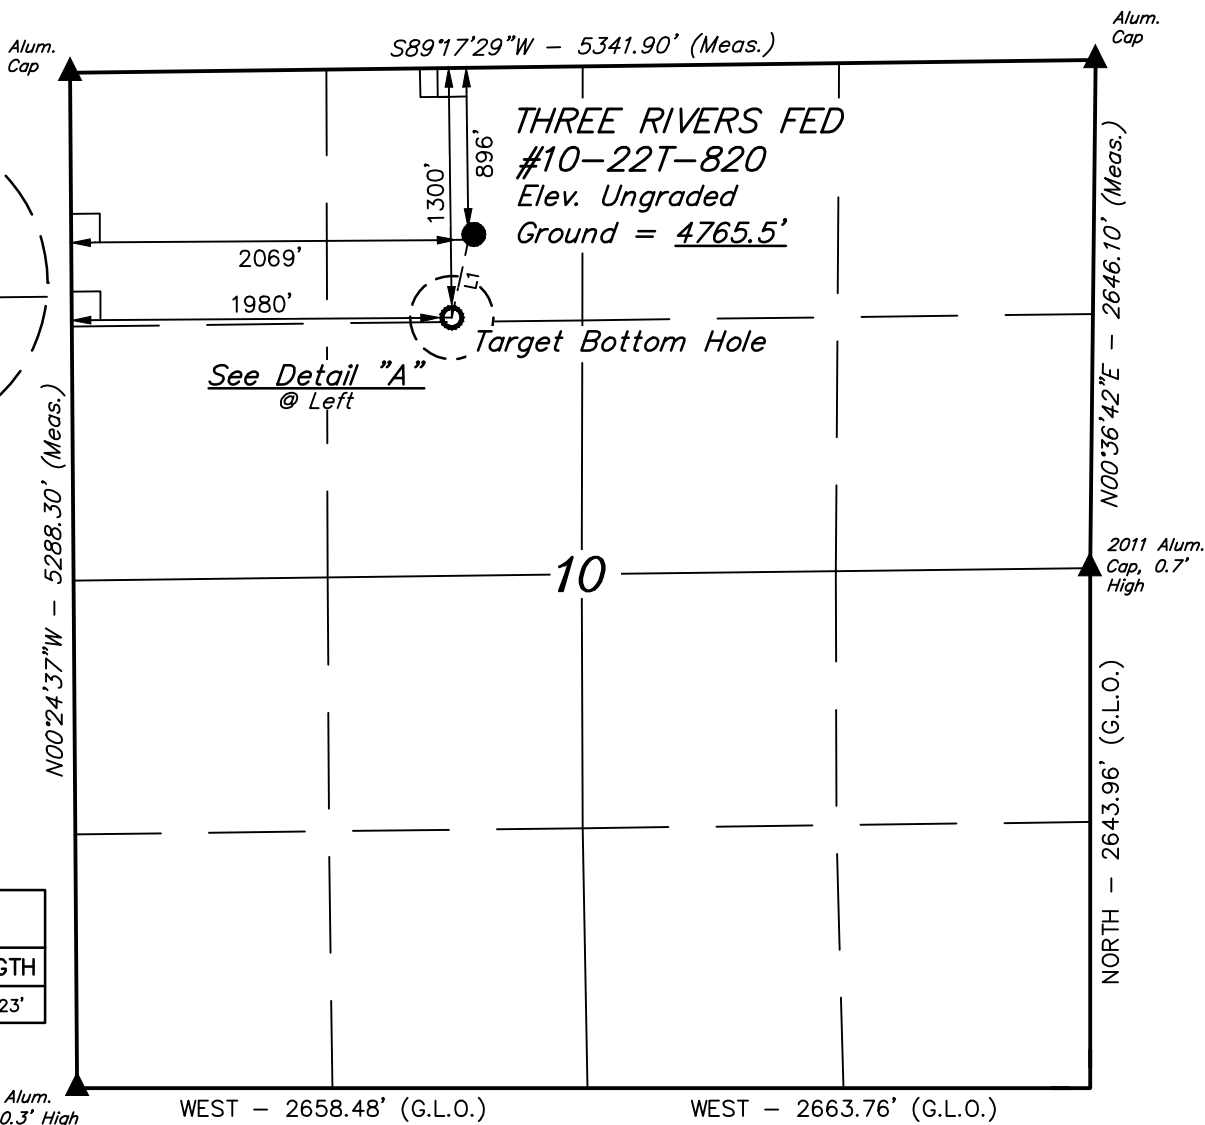 Alum.
Cap
S89°17'29"W - 5341.90' (Meas.)
Alum.
Cap
THREE RIVERS FED
#10-22T-820
Elev. Ungraded
Ground = 4765.5'
896'
1300'
2069'
1980'
L1
Target Bottom Hole
See Detail "A"
@ Left
N00°36'42"E - 2646.10' (Meas.)
N00°24'37"W - 5288.30' (Meas.)
10
2011 Alum.
Cap, 0.7'
High
NORTH - 2643.96' (G.L.O.)
GTH
23'
Alum.
0.3' High
WEST - 2658.48' (G.L.O.)
WEST - 2663.76' (G.L.O.)